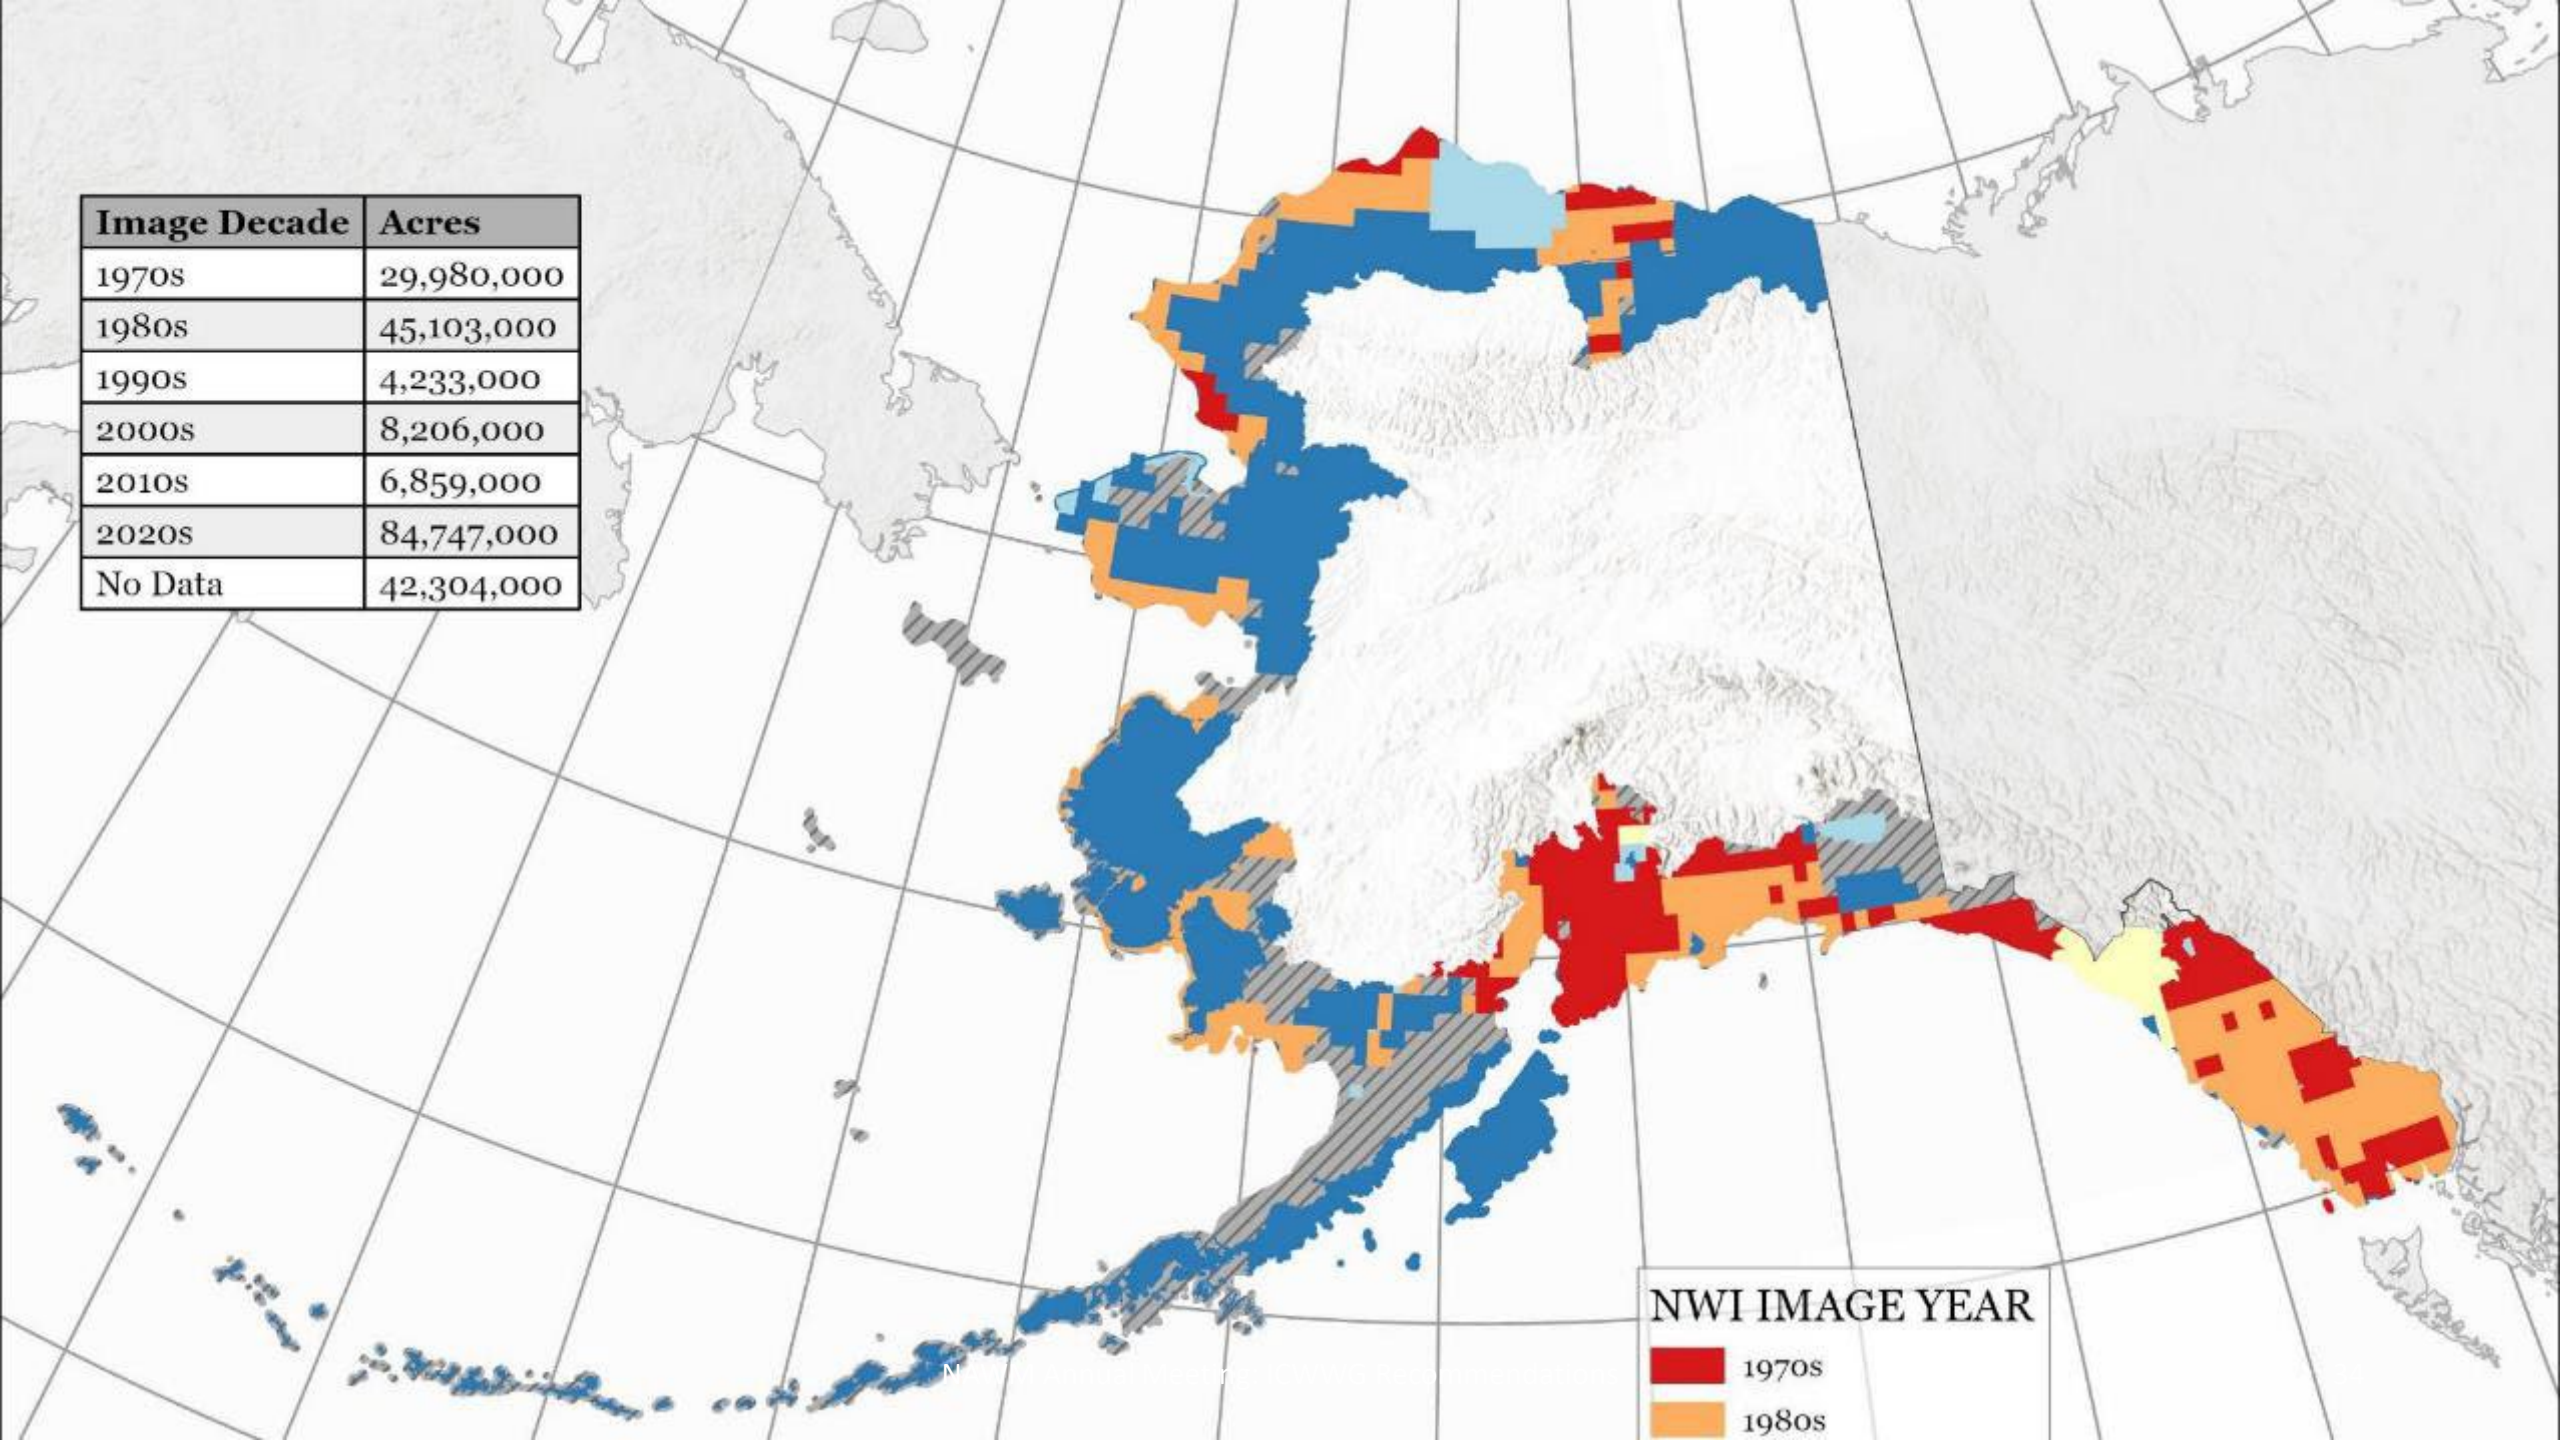 Image Decade Acres
1970s 29,980,000
1980s 45,103,000
1990s 4,233,000
2000s 8,206,000
2010s 6,859,000
2020s 84,747,000
No Data 42,304,000
NWI IMAGE YEAR
1970s
1980s
Recommendations